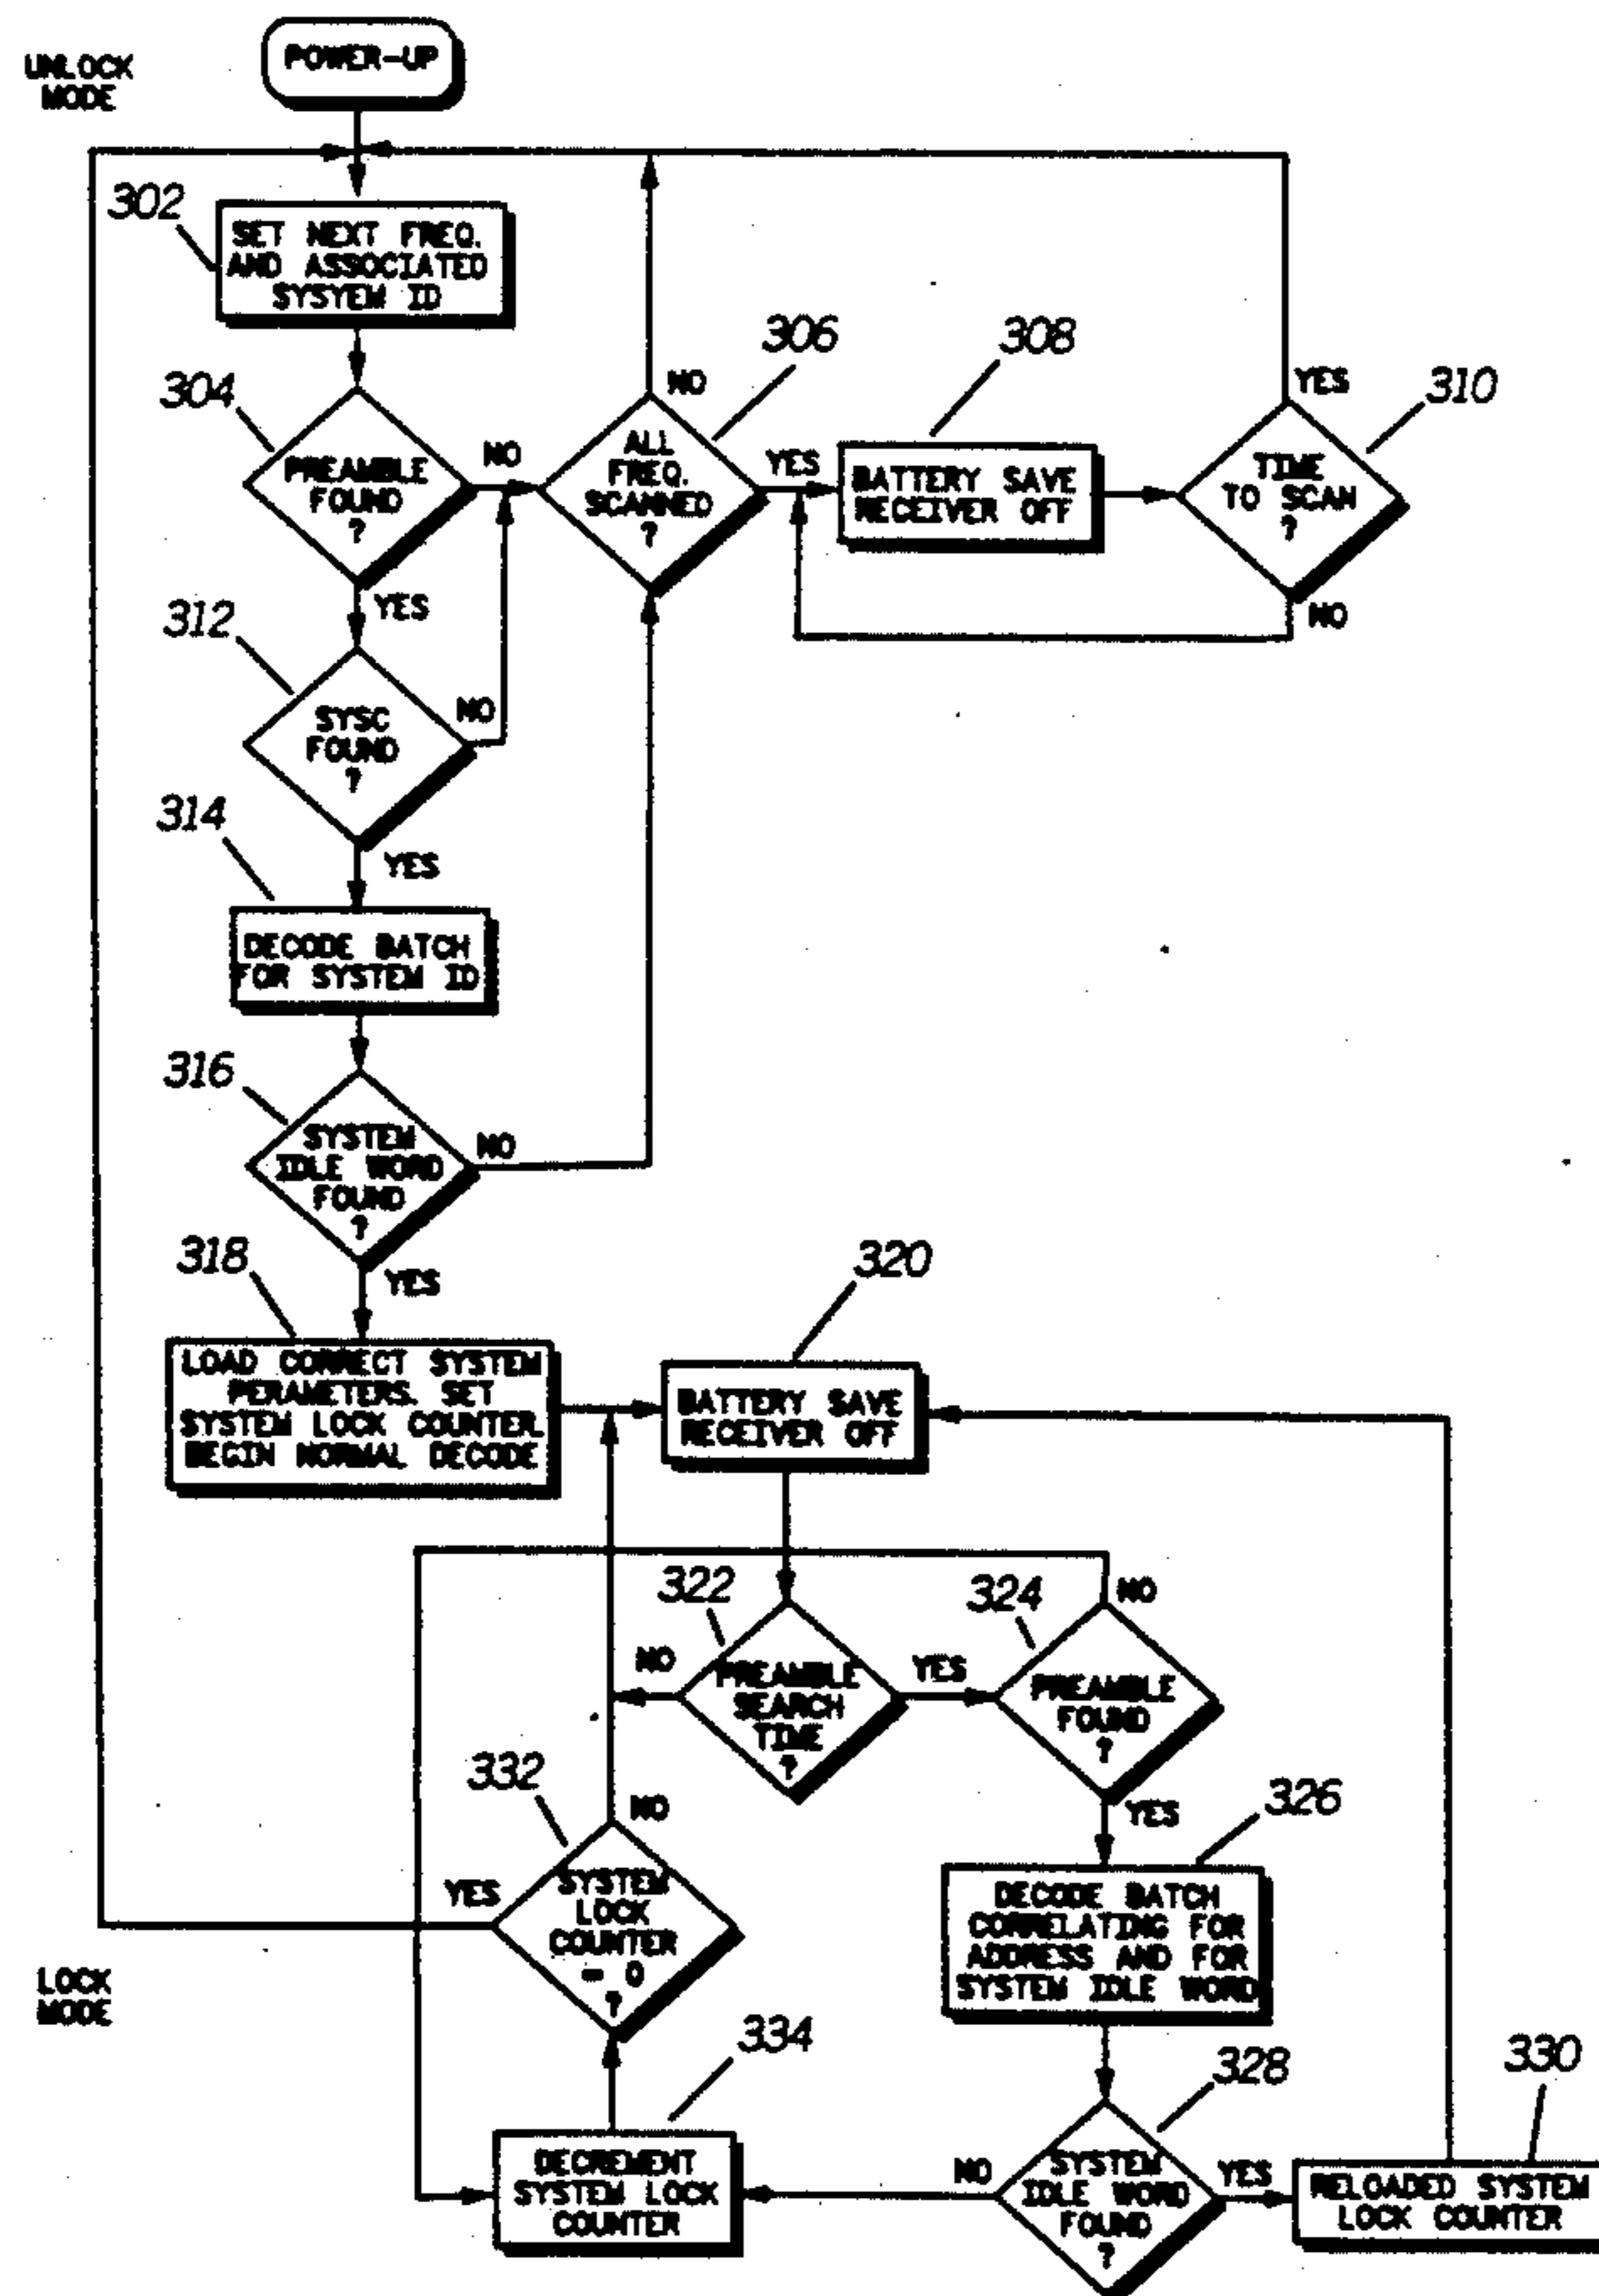 UNLOCK
MODE
POWER-UP
302
SET NEXT FREQ.
AND ASSOCIATED
SYSYEM ID
304
PREAMBLE
FOUND
?
NO
YES
306
ALL
FREQ.
SCANNED
?
NO
YES
308
BATTERY SAVE
RECEIVER OFF
310
TIME
TO SCAN
?
YES
NO
312
SYSC
FOUND
?
NO
YES
314
DECODE BATCH
FOR SYSTEM ID
316
SYSTEM
IDLE WORD
FOUND
?
NO
YES
318
LOAD CORRECT SYSTEM
PERAMETERS. SET
SYSTEM LOCK COUNTER.
BEGIN NORMAL DECODE
320
BATTERY SAVE
RECEIVER OFF
322
PREAMBLE
SEARCH
TIME
?
NO
YES
324
PREAMBLE
FOUND
?
NO
YES
326
DECODE BATCH
CORRELATING FOR
ADDRESS AND FOR
SYSTEM IDLE WORD
328
SYSTEM
IDLE WORD
FOUND
?
NO
YES
330
RELOADED SYSTEM
LOCK COUNTER
332
SYSTEM
LOCK
COUNTER
= 0
?
NO
YES
334
DECREMENT
SYSTEM LOCK
COUNTER
LOCK
MODE